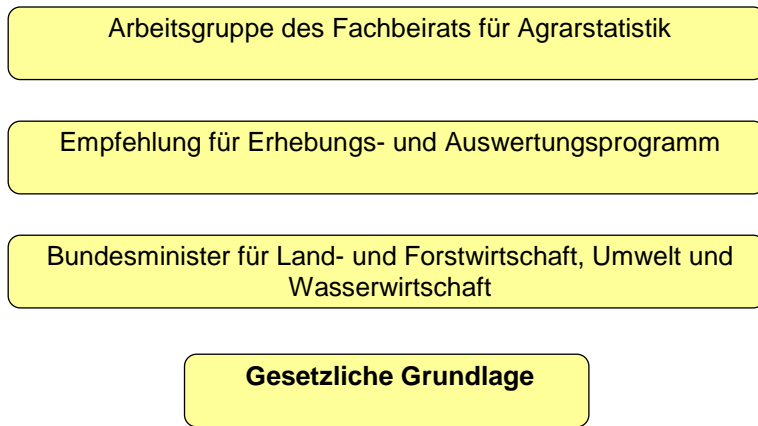 Arbeitsgruppe des Fachbeirats für Agrarstatistik
Empfehlung für Erhebungs- und Auswertungsprogramm
Bundesminister für Land- und Forstwirtschaft, Umwelt und
Wasserwirtschaft
Gesetzliche Grundlage